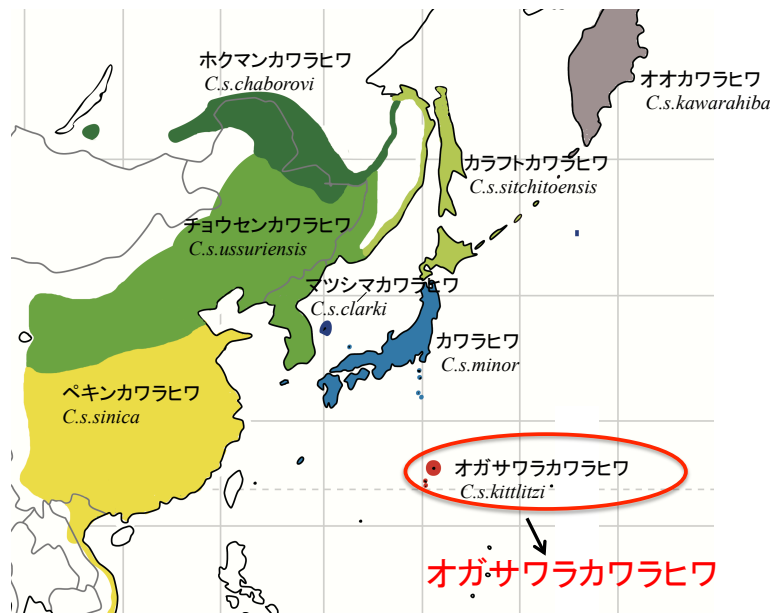 ホクマンカワラヒワ
C.s.chaborovi
オオカワラヒワ
C.s.kawarahiba
カラフトカワラヒワ
C.s.sitchitoensis
チョウセンカワラヒワ
C.s.ussuriensis
マツシマカワラヒワ
C.s.clarki
カワラヒワ
C.s.minor
ペキンカワラヒワ
C.s.sinica
オガサワラカワラヒワ
C.s.kittlitzi
オガサワラカワラヒワ